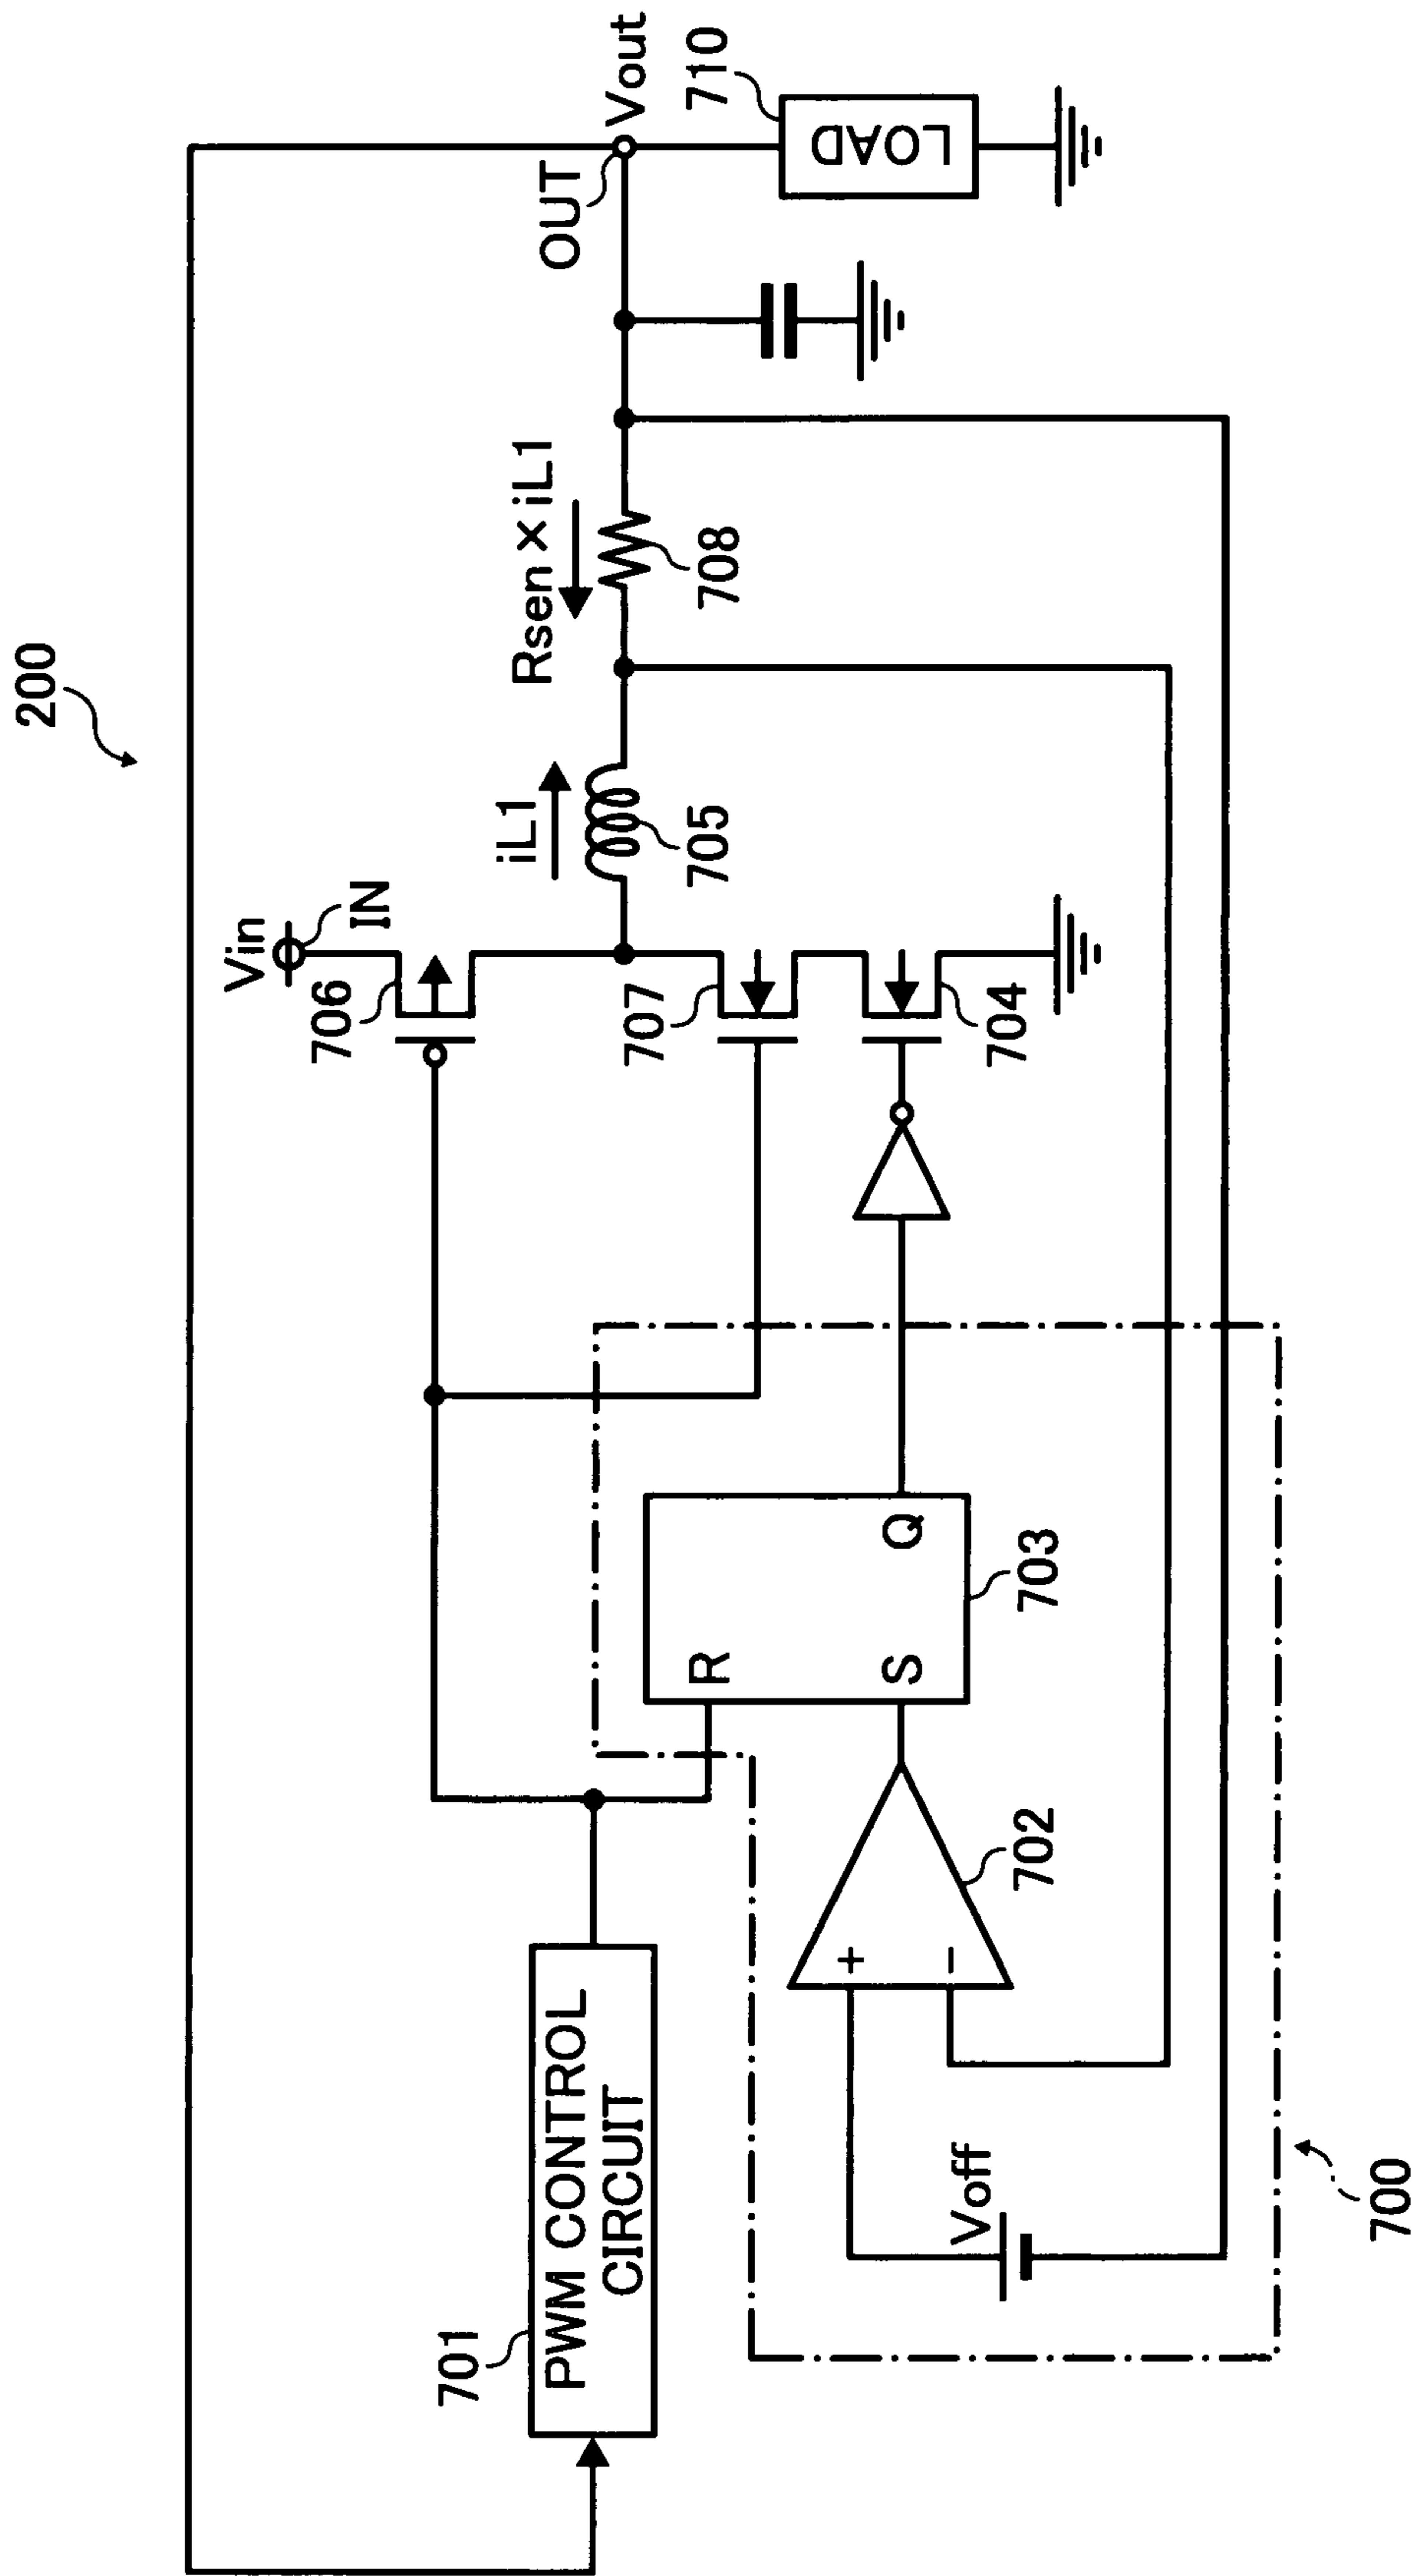 200
Vin
IN
706
iL1
705
Rsen × iL1
708
OUT
Vout
710
LOAD
707
704
701
PWM CONTROL
CIRCUIT
R
S
Q
703
+
−
702
Voff
700